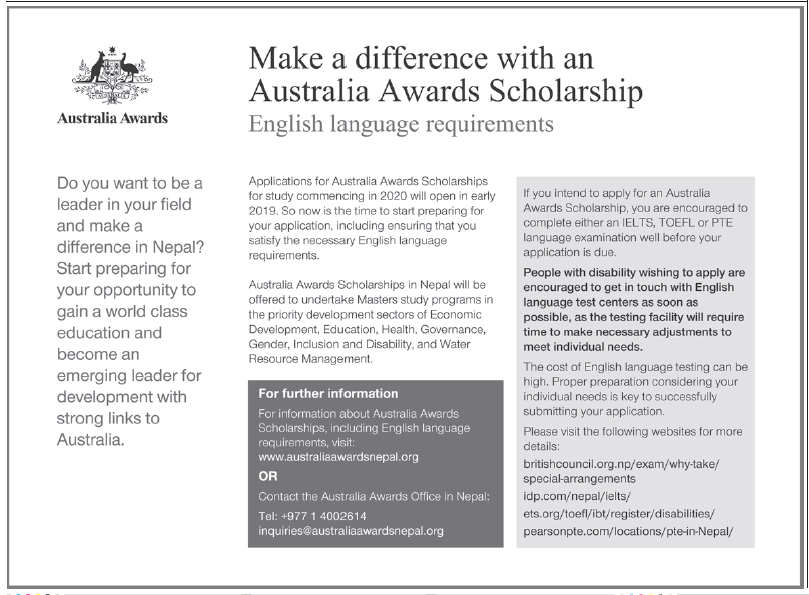 Make a difference with an
Australia Awards Scholarship
English language requirements
Australia Awards
Do you want to be a
leader in your field
and make a
difference in Nepal?
Start preparing for
your opportunity to
gain a world class
education and
become an
emerging leader for
development with
strong links to
Australia.
Applications for Australia Awards Scholarships
for study commencing in 2020 will open in early
2019. So now is the time to start preparing for
your application, including ensuring that you
satisfy the necessary English language
requirements.
Australia Awards Scholarships in Nepal will be
offered to undertake Masters study programs in
the priority development sectors of Economic
Development, Education, Health, Governance,
Gender, Inclusion and Disability, and Water
Resource Management.
For further information
For information about Australia Awards
Scholarships, including English language
requirements, visit:
www.australiaawardsnepal.org
OR
Contact the Australia Awards Office in Nepal:
Tel: +977 1 4002614
inquiries@australiaawardsnepal.org
If you intend to apply for an Australia
Awards Scholarship, you are encouraged to
complete either an IELTS, TOEFL or PTE
language examination well before your
application is due.
People with disability wishing to apply are
encouraged to get in touch with English
language test centers as soon as
possible, as the testing facility will require
time to make necessary adjustments to
meet individual needs.
The cost of English language testing can be
high. Proper preparation considering your
individual needs is key to successfully
submitting your application.
Please visit the following websites for more
details:
britishcouncil.org.np/exam/why-take/
special-arrangements
idp.com/nepal/ielts/
ets.org/toefl/ibt/register/disabilities/
pearsonpte.com/locations/pte-in-Nepal/